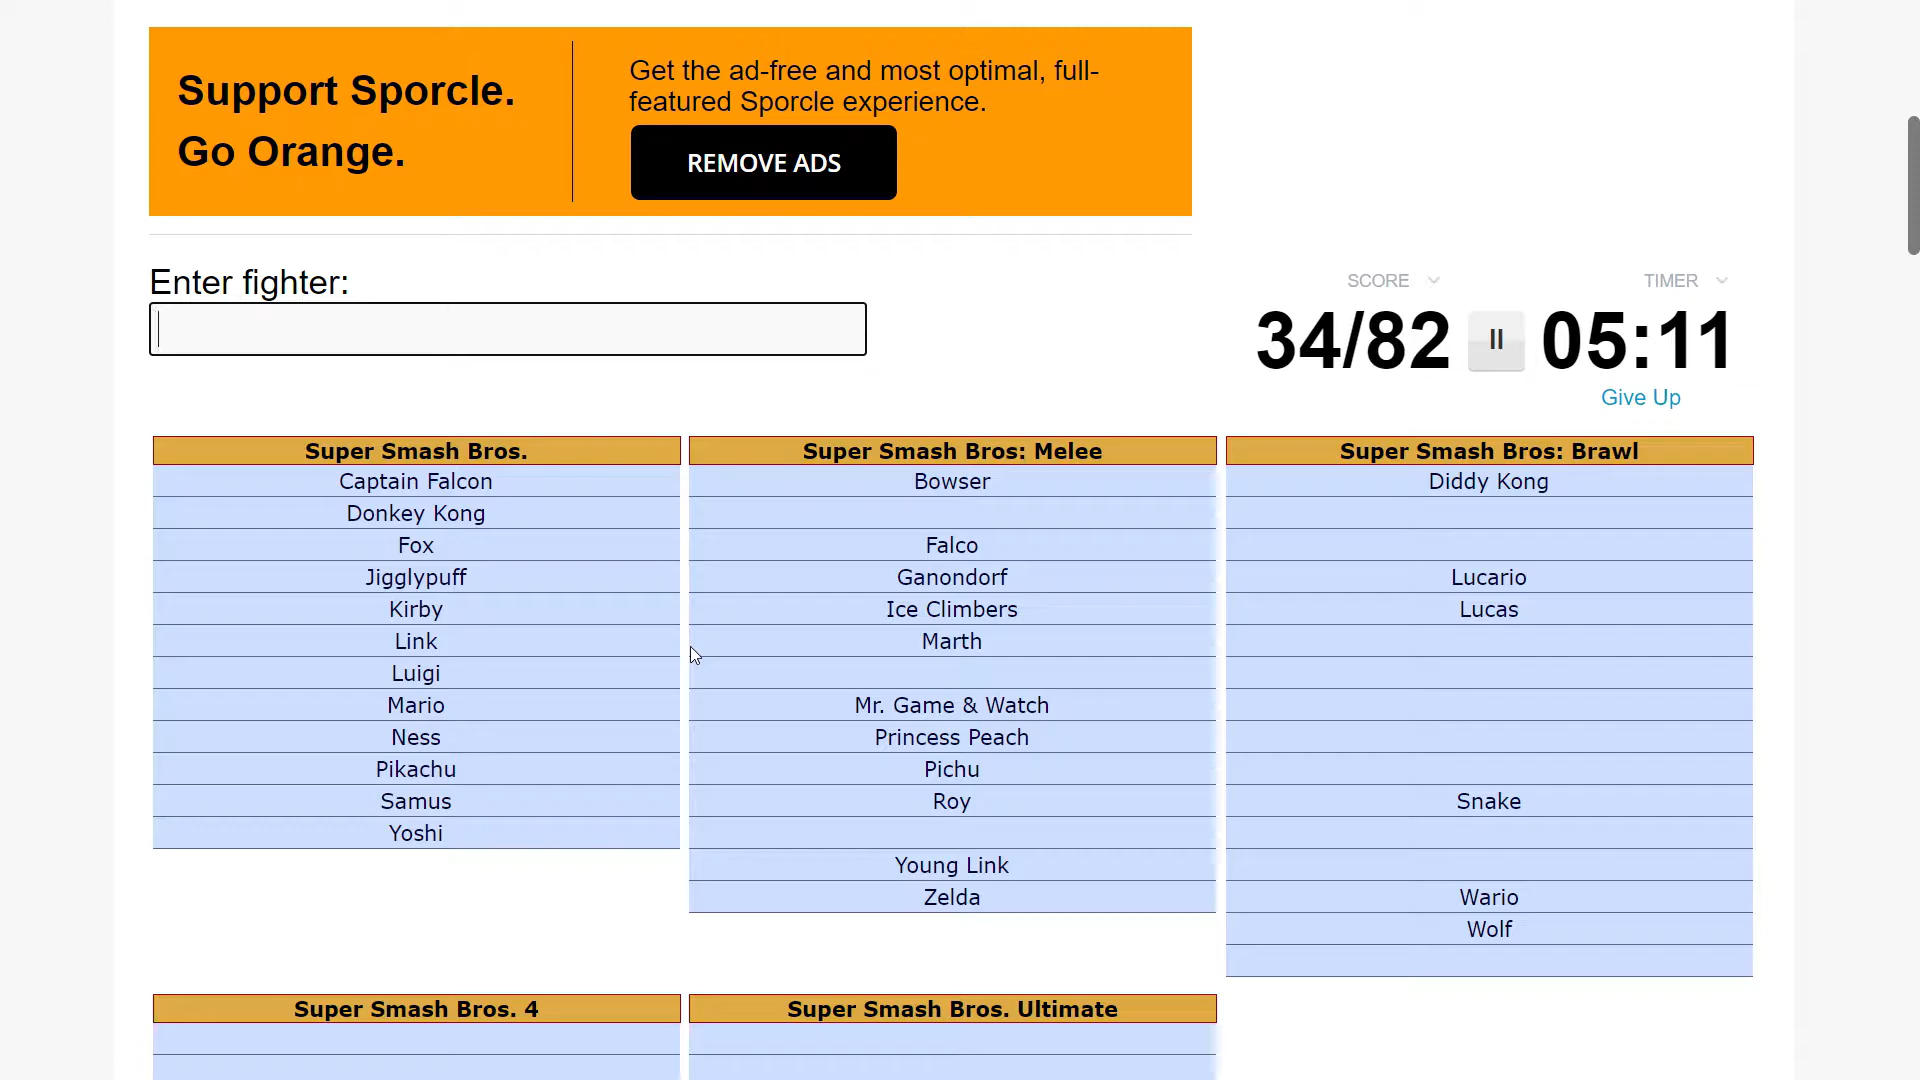 Support Sporcle.
Go Orange.
Get the ad-free and most optimal, full-
featured Sporcle experience.
REMOVE ADS
Enter fighter:
SCORE
TIMER
34/82
05:11
Give Up
Super Smash Bros.
Captain Falcon
Donkey Kong
Fox
Jigglypuff
Kirby
Link
Luigi
Mario
Ness
Pikachu
Samus
Yoshi
Super Smash Bros: Melee
Bowser
Falco
Ganondorf
Ice Climbers
Marth
Mr. Game & Watch
Princess Peach
Pichu
Roy
Young Link
Zelda
Super Smash Bros: Brawl
Diddy Kong
Lucario
Lucas
Snake
Wario
Wolf
Super Smash Bros. 4
Super Smash Bros. Ultimate